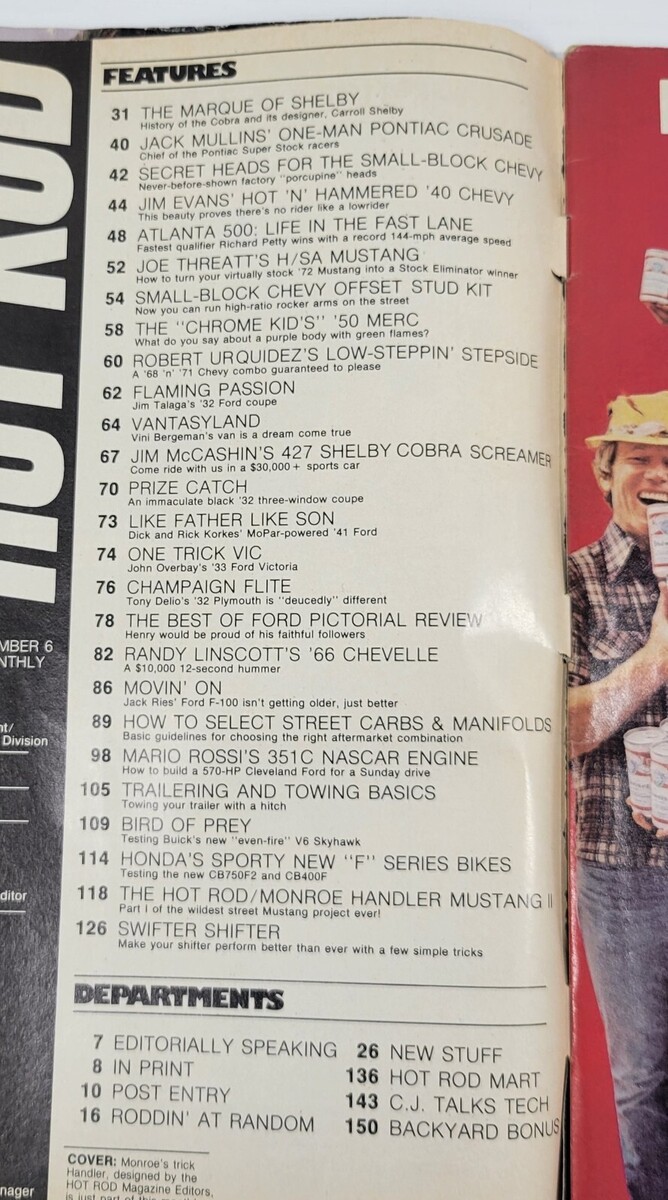 HOT ROD
MBER 6
NTHLY
nt/
Division
ditor
nager
FEATURES
31 THE MARQUE OF SHELBY
History of the Cobra and its designer, Carroll Shelby
40 JACK MULLINS' ONE-MAN PONTIAC CRUSADE
Chief of the Pontiac Super Stock racers
42 SECRET HEADS FOR THE SMALL-BLOCK CHEVY
Never-before-shown factory "porcupine" heads
44 JIM EVANS' HOT 'N' HAMMERED '40 CHEVY
This beauty proves there's no rider like a lowrider
48 ATLANTA 500: LIFE IN THE FAST LANE
Fastest qualifier Richard Petty wins with a record 144-mph average speed
52 JOE THREATT'S H/SA MUSTANG
How to turn your virtually stock '72 Mustang into a Stock Eliminator winner
54 SMALL-BLOCK CHEVY OFFSET STUD KIT
Now you can run high-ratio rocker arms on the street
58 THE "CHROME KID'S" '50 MERC
What do you say about a purple body with green flames?
60 ROBERT URQUIDEZ'S LOW-STEPPIN' STEPSIDE
A '68 'n' '71 Chevy combo guaranteed to please
62 FLAMING PASSION
Jim Talaga's '32 Ford coupe
64 VANTASYLAND
Vini Bergeman's van is a dream come true
67 JIM McCASHIN'S 427 SHELBY COBRA SCREAMER
Come ride with us in a $30,000+ sports car
70 PRIZE CATCH
An immaculate black '32 three-window coupe
73 LIKE FATHER LIKE SON
Dick and Rick Korkes' MoPar-powered '41 Ford
74 ONE TRICK VIC
John Overbay's '33 Ford Victoria
76 CHAMPAIGN FLITE
Tony Delio's '32 Plymouth is "deucedly" different
78 THE BEST OF FORD PICTORIAL REVIEW
Henry would be proud of his faithful followers
82 RANDY LINSCOTT'S '66 CHEVELLE
A $10,000 12-second hummer
86 MOVIN' ON
Jack Ries' Ford F-100 isn't getting older, just better
89 HOW TO SELECT STREET CARBS & MANIFOLDS
Basic guidelines for choosing the right aftermarket combination
98 MARIO ROSSI'S 351C NASCAR ENGINE
How to build a 570-HP Cleveland Ford for a Sunday drive
105 TRAILERING AND TOWING BASICS
Towing your trailer with a hitch
109 BIRD OF PREY
Testing Buick's new "even-fire" V6 Skyhawk
114 HONDA'S SPORTY NEW "F" SERIES BIKES
Testing the new CB750F2 and CB400F
118 THE HOT ROD/MONROE HANDLER MUSTANG II
Part I of the wildest street Mustang project ever!
126 SWIFTER SHIFTER
Make your shifter perform better than ever with a few simple tricks
DEPARTMENTS
7 EDITORIALLY SPEAKING
8 IN PRINT
10 POST ENTRY
16 RODDIN' AT RANDOM
26 NEW STUFF
136 HOT ROD MART
143 C.J. TALKS TECH
150 BACKYARD BONUS
COVER: Monroe's trick
Handler, designed by the
HOT ROD Magazine Editors,
is just part of this